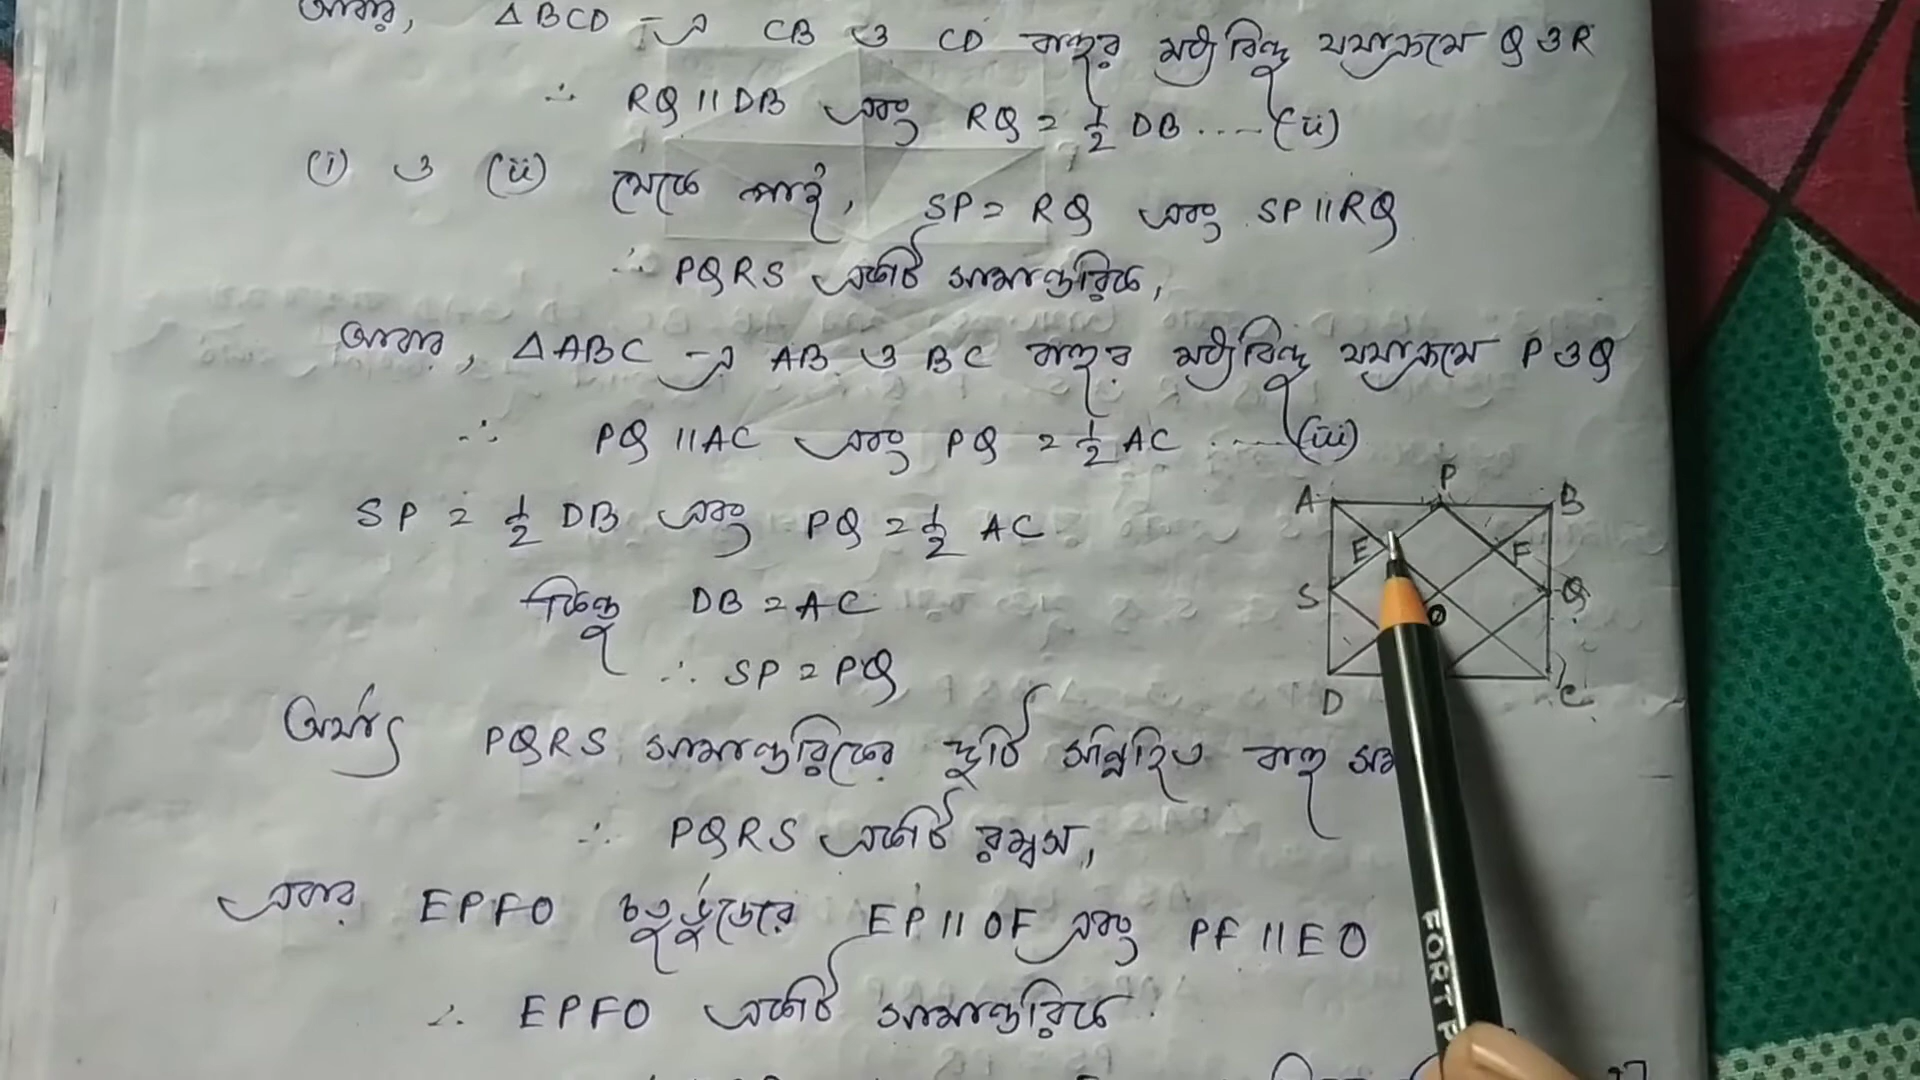 আবার, ΔBCD -এ CB ও CD বাহুর মধ্যবিন্দু যথাক্রমে Q ও R
∴ RQ || DB এবং RQ = 1/2 DB ....(ii)
(i) ও (ii) থেকে পাই, SP = RQ এবং SP || RQ
∴ PQRS একটি সামান্তরিক,
আবার, ΔABC -এ AB ও BC বাহুর মধ্যবিন্দু যথাক্রমে P ও Q
∴ PQ || AC এবং PQ = 1/2 AC ....(iii)
SP = 1/2 DB এবং PQ = 1/2 AC
কিন্তু DB = AC
∴ SP = PQ
অর্থাৎ PQRS সামান্তরিকের দুটি সন্নিহিত বাহু
∴ PQRS একটি রম্বস,
এবার EPFO চতুর্ভুজের EP || OF এবং PF || EO
∴ EPFO একটি সামান্তরিক
A P B
E F
S O Q
D C
FORT P